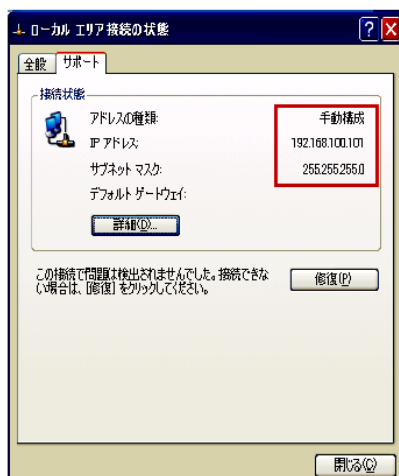 ローカル エリア接続の状態
全般 サポート
接続状態
アドレスの種類: 手動構成
IP アドレス: 192.168.100.101
サブネット マスク: 255.255.255.0
デフォルト ゲートウェイ:
詳細(D)...
この接続で問題は検出されませんでした。接続できな
い場合は、[修復] をクリックしてください。
修復(P)
閉じる(C)